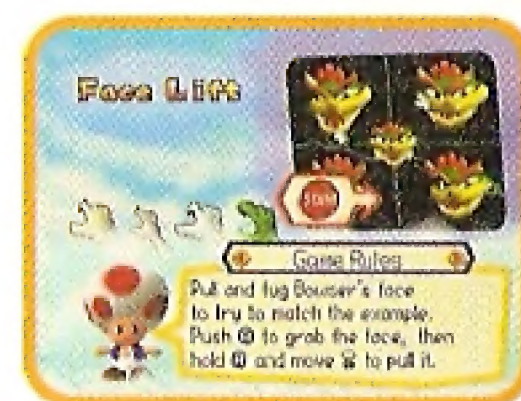 Face Lift
START
Game Rules
Pull and tug Bowser's face
to try to match the example.
Push Ⓐ to grab the face, then
hold Ⓐ and move to pull it.